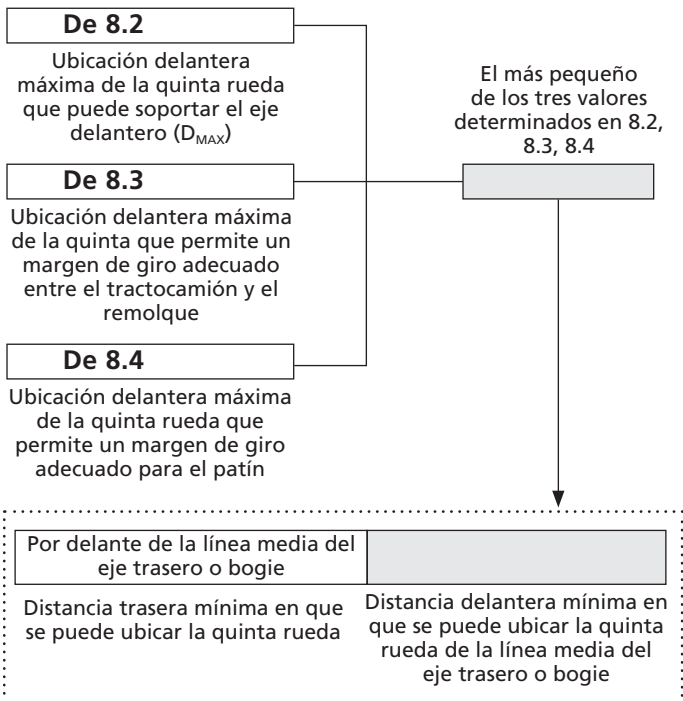 De 8.2
Ubicación delantera
máxima de la quinta rueda
que puede soportar el eje
delantero (DMAX)
El más pequeño
de los tres valores
determinados en 8.2,
8.3, 8.4
De 8.3
Ubicación delantera máxima
de la quinta que permite un
margen de giro adecuado
entre el tractocamión y el
remolque
De 8.4
Ubicación delantera máxima
de la quinta rueda que
permite un margen de giro
adecuado para el patín
Por delante de la línea media del
eje trasero o bogie
Distancia trasera mínima en que
se puede ubicar la quinta rueda
Distancia delantera mínima en
que se puede ubicar la quinta
rueda de la línea media del
eje trasero o bogie